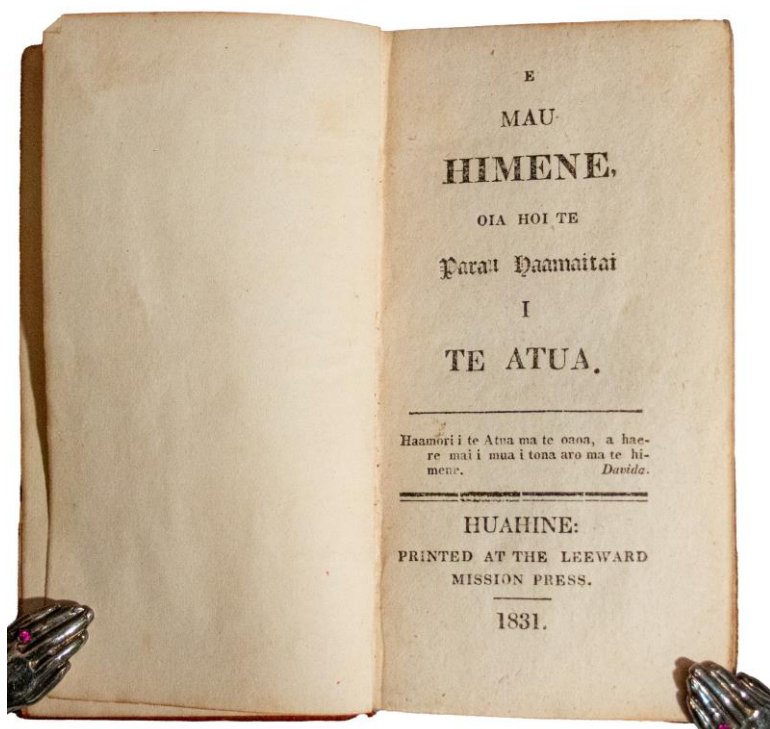 E
MAU
HIMENE,
OIA HOI TE
Parau Haamaitai
I
TE ATUA.
Haamori i te Atua ma te oaoa, a hae-
re mai i mua i tona aro ma te hi-
mene. Davida.
HUAHINE:
PRINTED AT THE LEEWARD
MISSION PRESS.
1831.